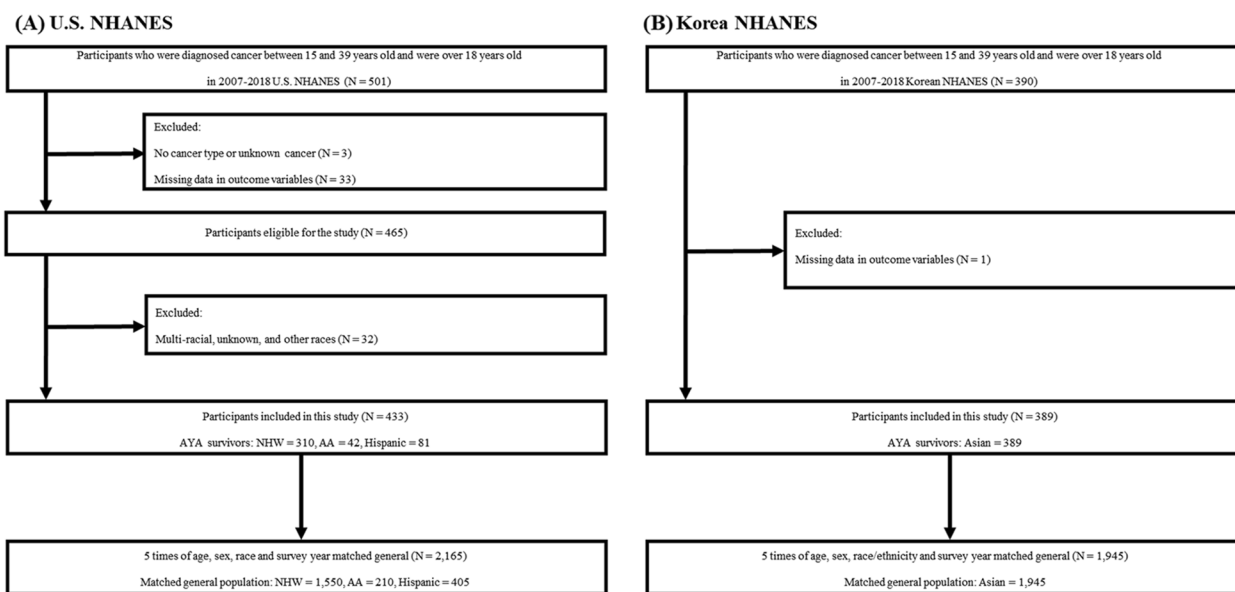 (A) U.S. NHANES
Participants who were diagnosed cancer between 15 and 39 years old and were over 18 years old
in 2007-2018 U.S. NHANES (N = 501)
Excluded:
No cancer type or unknown cancer (N = 3)
Missing data in outcome variables (N = 33)
Participants eligible for the study (N = 465)
Excluded:
Multi-racial, unknown, and other races (N = 32)
Participants included in this study (N = 433)
AYA survivors: NHW = 310, AA = 42, Hispanic = 81
5 times of age, sex, race and survey year matched general (N = 2,165)
Matched general population: NHW = 1,550, AA = 210, Hispanic = 405
(B) Korea NHANES
Participants who were diagnosed cancer between 15 and 39 years old and were over 18 years old
in 2007-2018 Korean NHANES (N = 390)
Excluded:
Missing data in outcome variables (N = 1)
Participants included in this study (N = 389)
AYA survivors: Asian = 389
5 times of age, sex, race/ethnicity and survey year matched general (N = 1,945)
Matched general population: Asian = 1,945